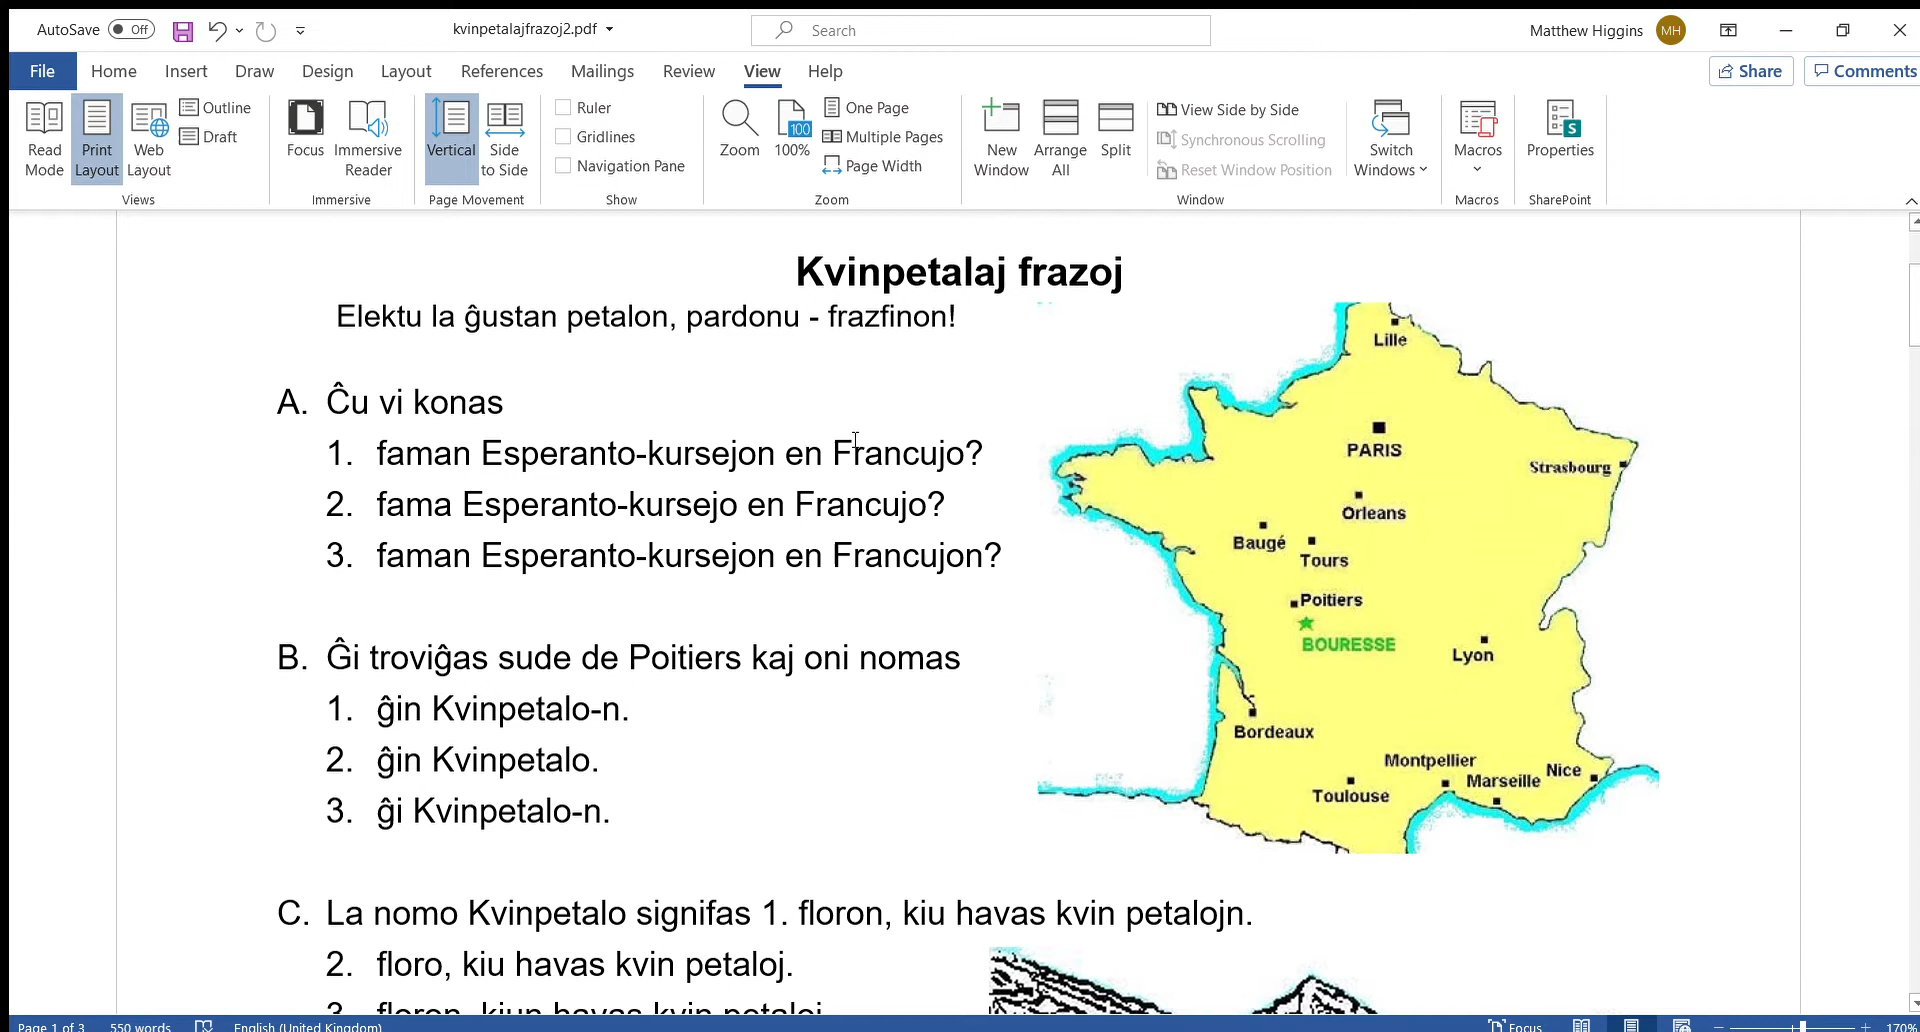 AutoSave Off kvinpetalajfrazoj2.pdf Search Matthew Higgins MH
File Home Insert Draw Design Layout References Mailings Review View Help Share Comments
Read Mode
Print Layout
Web Layout
Outline
Draft
Views
Focus
Immersive Reader
Immersive
Vertical
Side to Side
Page Movement
Ruler
Gridlines
Navigation Pane
Show
Zoom
100
100%
One Page
Multiple Pages
Page Width
Zoom
New Window
Arrange All
Split
View Side by Side
Synchronous Scrolling
Reset Window Position
Switch Windows
Window
Macros
Macros
S
Properties
SharePoint
Kvinpetalaj frazoj
Elektu la ĝustan petalon, pardonu - frazfinon!
A. Ĉu vi konas
1. faman Esperanto-kursejon en Francujo?
2. fama Esperanto-kursejo en Francujo?
3. faman Esperanto-kursejon en Francujon?
B. Ĝi troviĝas sude de Poitiers kaj oni nomas
1. ĝin Kvinpetalo-n.
2. ĝin Kvinpetalo.
3. ĝi Kvinpetalo-n.
Lille
PARIS
Strasbourg
Orleans
Baugé
Tours
Poitiers
BOURESSE
Lyon
Bordeaux
Montpellier
Nice
Marseille
Toulouse
C. La nomo Kvinpetalo signifas 1. floron, kiu havas kvin petalojn.
2. floro, kiu havas kvin petaloj.
3. floron, kiun havas kvin petaloj.
Page 1 of 3 550 words English (United Kingdom) Focus 170%